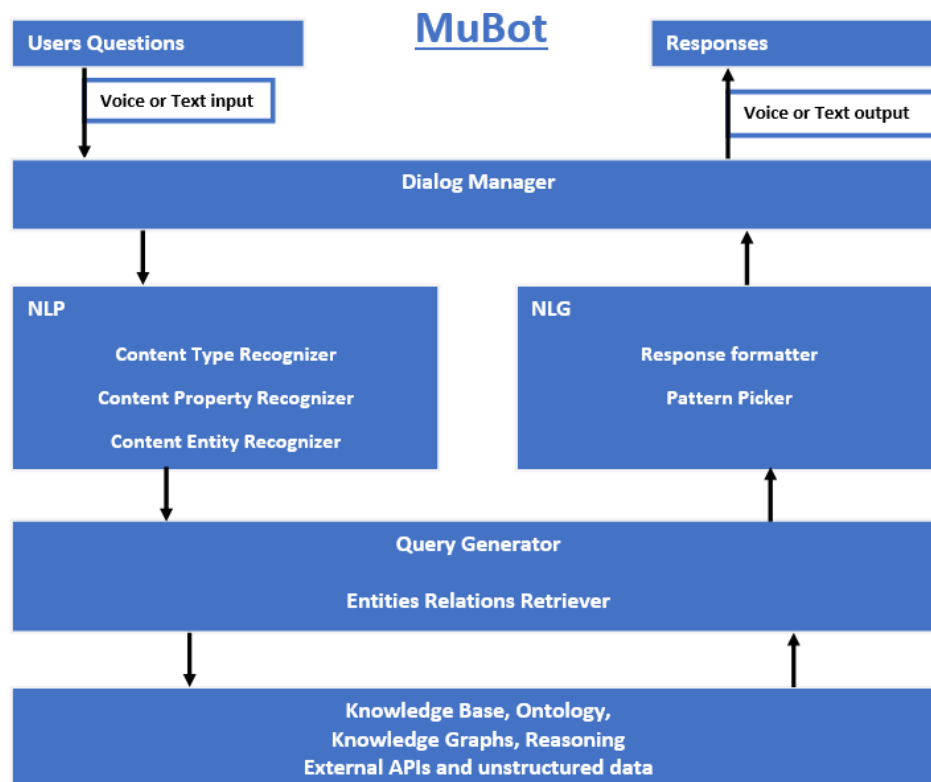 MuBot
Users Questions
Responses
Voice or Text input
Voice or Text output
Dialog Manager
NLP
Content Type Recognizer
Content Property Recognizer
Content Entity Recognizer
NLG
Response formatter
Pattern Picker
Query Generator
Entities Relations Retriever
Knowledge Base, Ontology,
Knowledge Graphs, Reasoning
External APIs and unstructured data